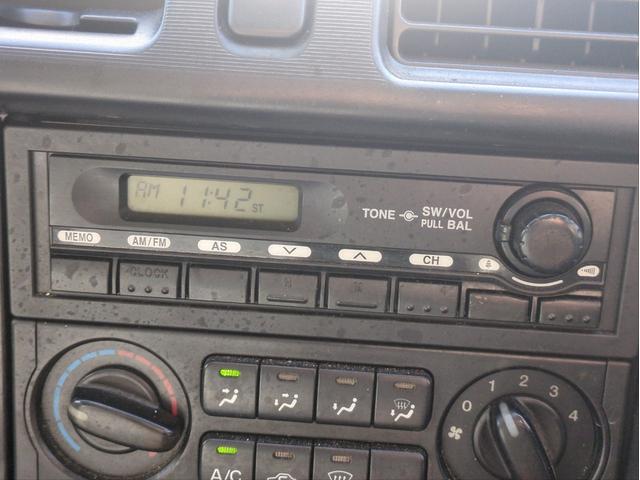 AM 11:42 ST
TONE SW/VOL
PULL BAL
MEMO AM/FM AS CH
CLOCK H M
0 1 2 3 4
A/C